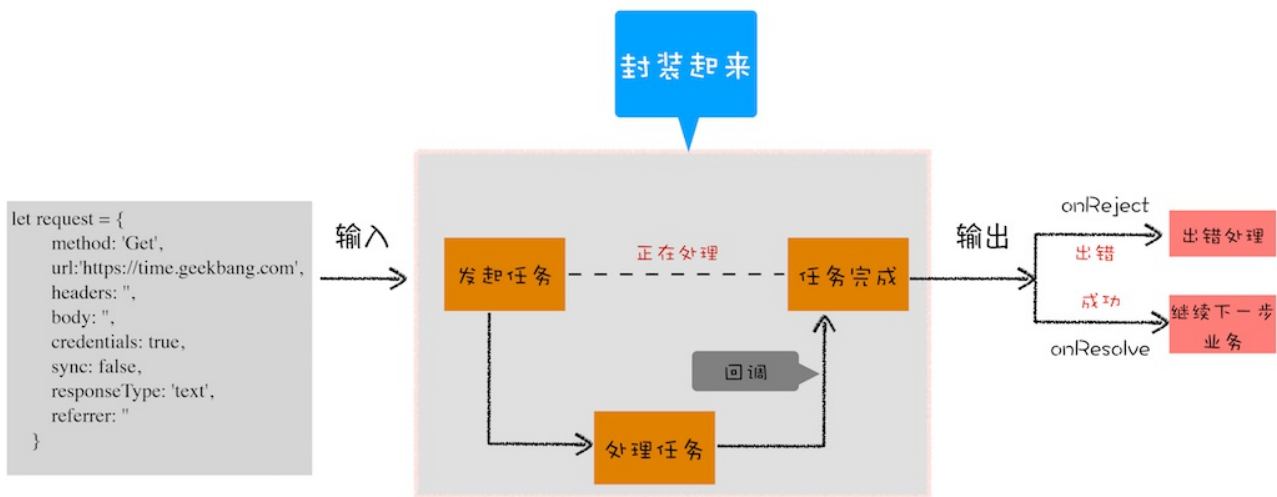 封装起来
let request = {
method: 'Get',
url:'https://time.geekbang.com',
headers: '',
body: '',
credentials: true,
sync: false,
responseType: 'text',
referrer: ''
}
输入
发起任务
正在处理
任务完成
回调
处理任务
输出
onReject
出错
出错处理
成功
onResolve
继续下一步
业务